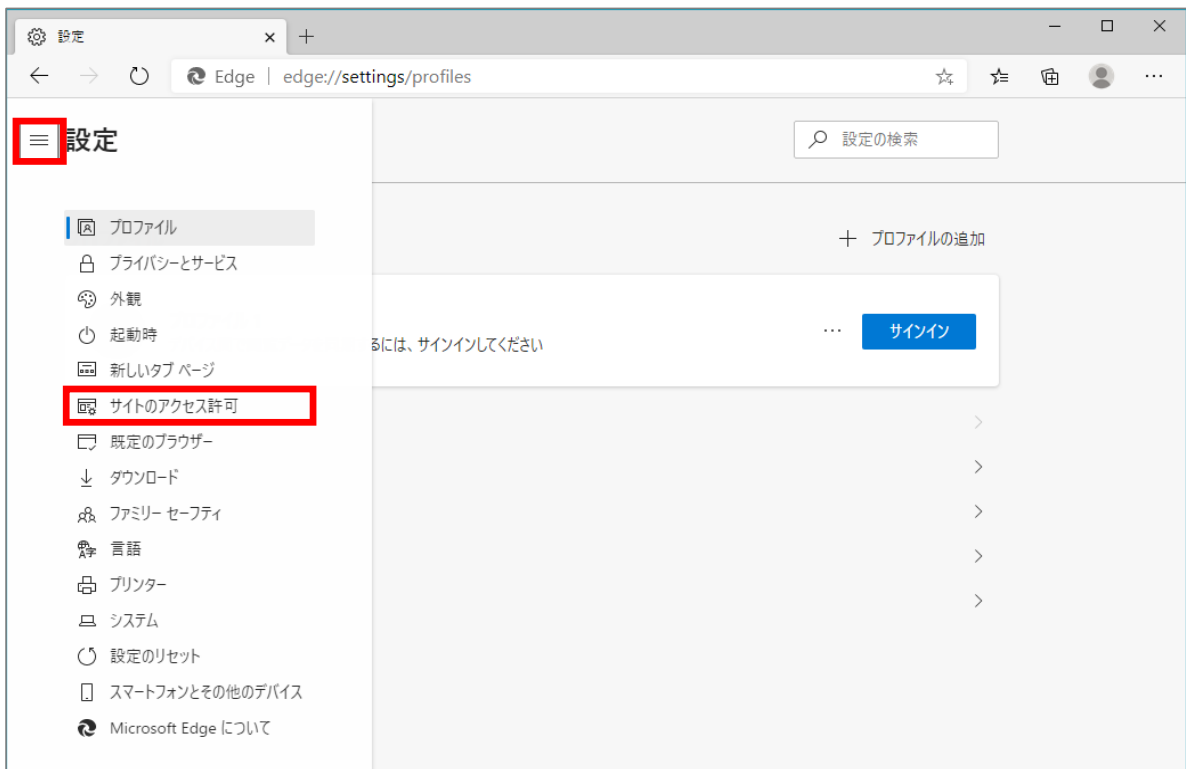 設定
Edge | edge://settings/profiles
設定
設定の検索
プロファイル
プロファイルの追加
プライバシーとサービス
外観
起動時
るには、サインインしてください
サインイン
新しいタブ ページ
サイトのアクセス許可
既定のブラウザー
ダウンロード
ファミリー セーフティ
言語
プリンター
システム
設定のリセット
スマートフォンとその他のデバイス
Microsoft Edge について